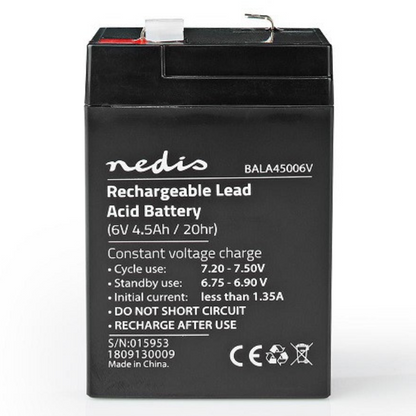 nedis
BALA45006V
Rechargeable Lead
Acid Battery
(6V 4.5Ah / 20hr)
Constant voltage charge
• Cycle use: 7.20 - 7.50V
• Standby use: 6.75 - 6.90 V
• Initial current: less than 1.35A
• DO NOT SHORT CIRCUIT
• RECHARGE AFTER USE
S/N:015953
1809130009
Made in China.
CE